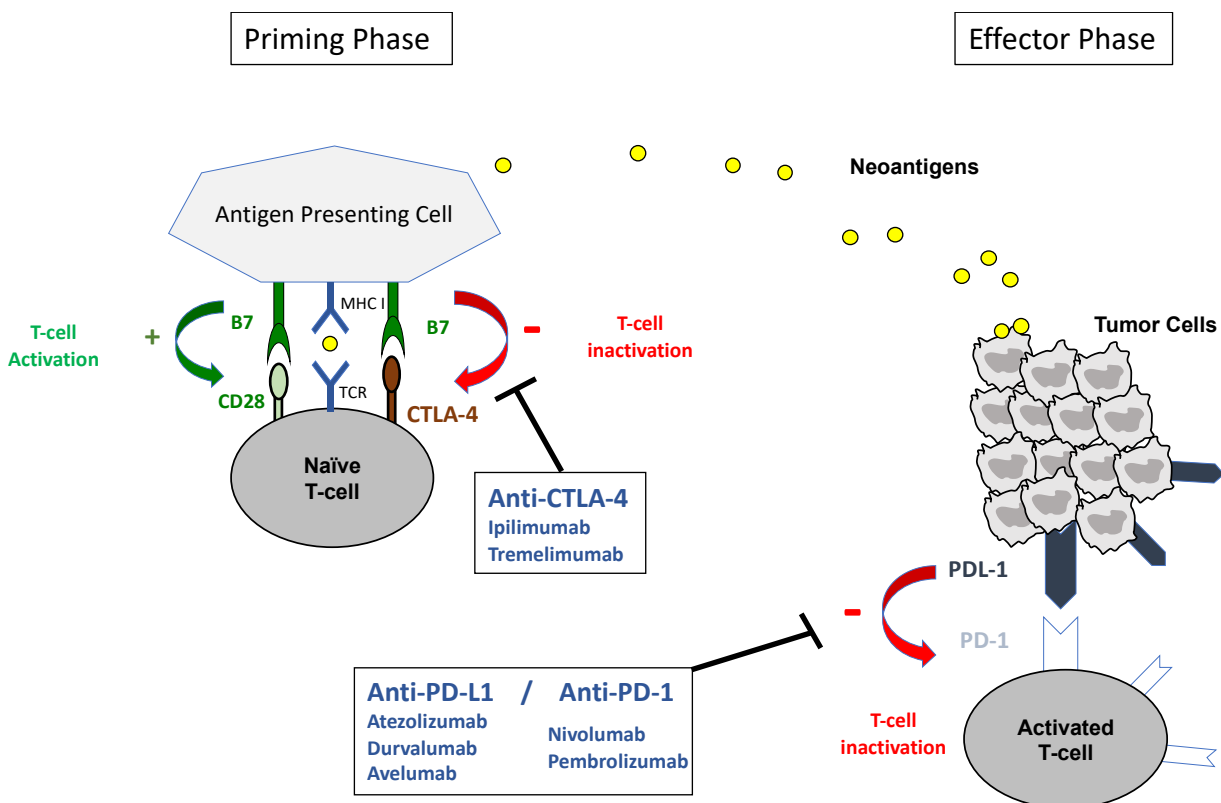 Priming Phase
Effector Phase
Neoantigens
Antigen Presenting Cell
MHC I
B7
B7
T-cell
Activation
+
-
T-cell
inactivation
Tumor Cells
CD28
TCR
CTLA-4
Naïve
T-cell
Anti-CTLA-4
Ipilimumab
Tremelimumab
PDL-1
-
PD-1
Anti-PD-L1 / Anti-PD-1
Atezolizumab
Durvalumab
Avelumab
Nivolumab
Pembrolizumab
T-cell
inactivation
Activated
T-cell